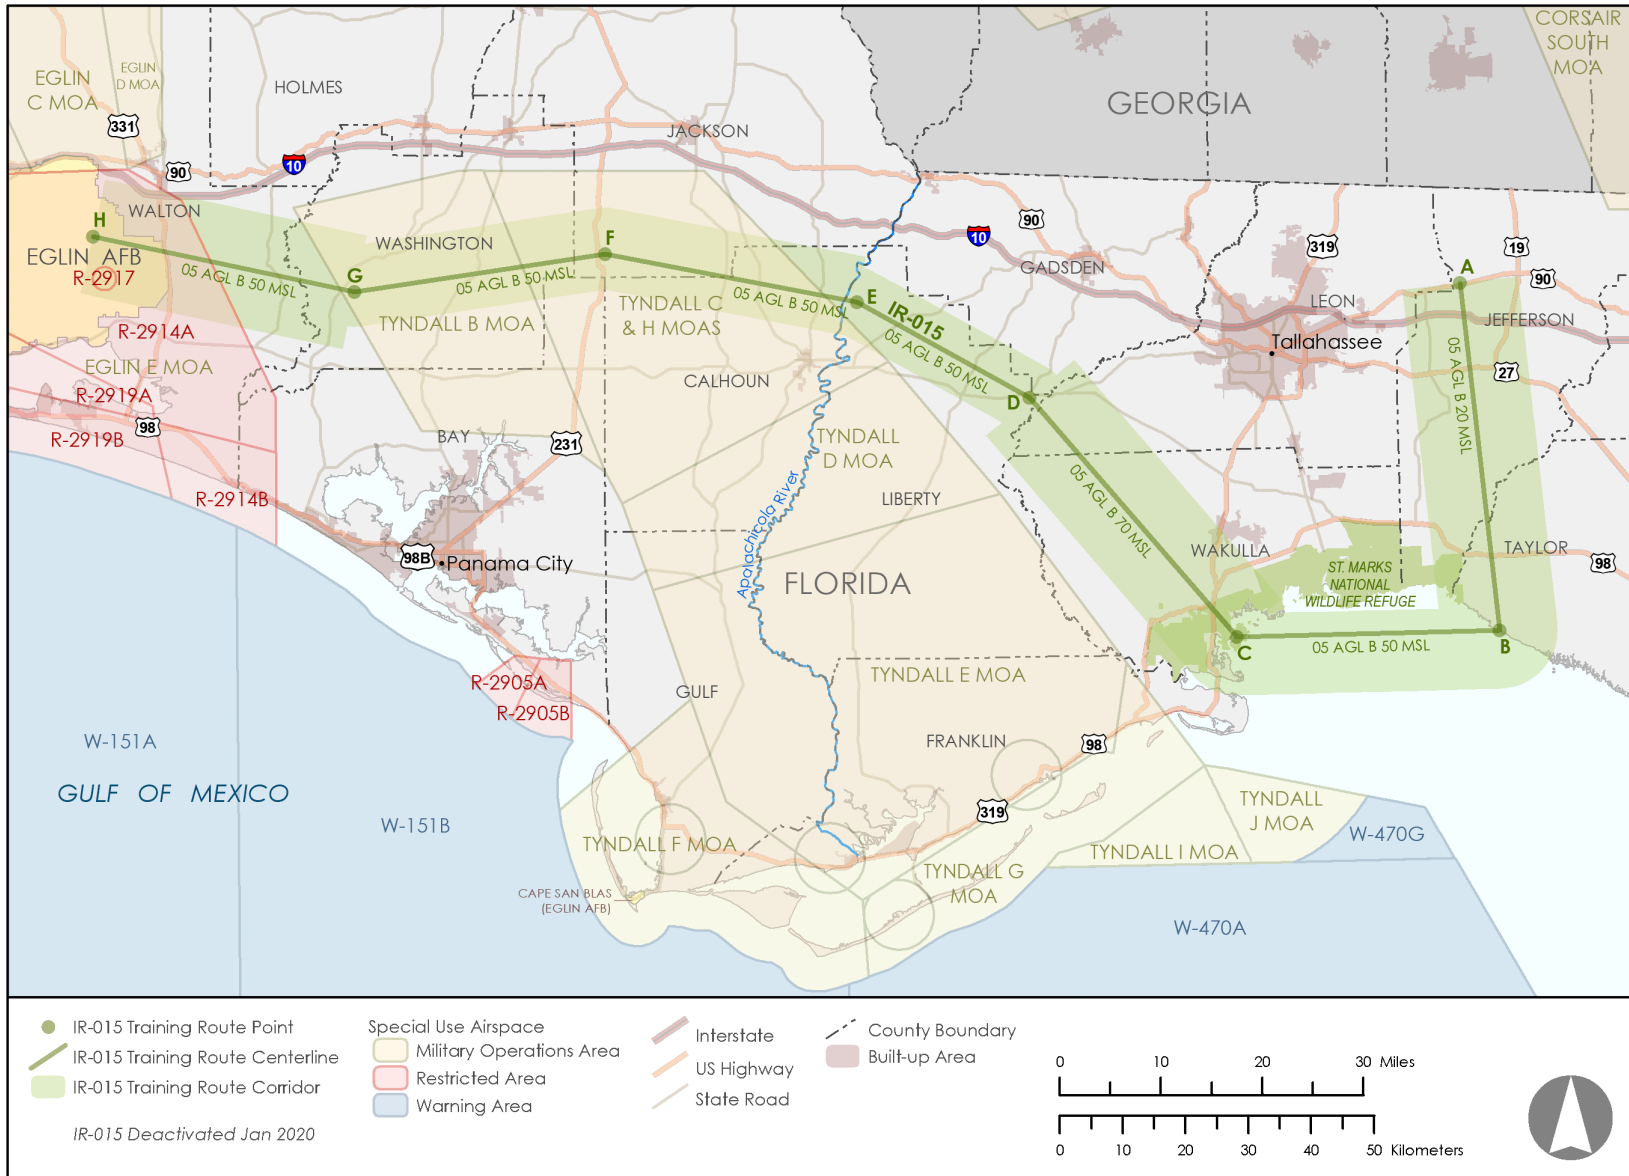 CORSAIR
SOUTH
MOA
EGLIN
C MOA
EGLIN
D MOA
HOLMES
331
JACKSON
GEORGIA
90
10
WALTON
H
EGLIN AFB
R-2917
05 AGL B 50 MSL
G
WASHINGTON
05 AGL B 50 MSL
F
TYNDALL B MOA
TYNDALL C
& H MOAS
05 AGL B 50 MSL
E
IR-015
05 AGL B 50 MSL
90
10
GADSDEN
319
LEON
A
19
90
JEFFERSON
Tallahassee
27
05 AGL B 20 MSL
R-2914A
EGLIN E MOA
R-2919A
98
R-2919B
R-2914B
CALHOUN
D
BAY
231
TYNDALL
D MOA
LIBERTY
Apalachicola River
05 AGL B 70 MSL
98B
Panama City
FLORIDA
WAKULLA
ST. MARKS
NATIONAL
WILDLIFE REFUGE
TAYLOR
98
C
05 AGL B 50 MSL
B
R-2905A
R-2905B
GULF
TYNDALL E MOA
FRANKLIN
98
W-151A
GULF OF MEXICO
W-151B
319
TYNDALL
J MOA
W-470G
TYNDALL F MOA
TYNDALL I MOA
TYNDALL G
MOA
CAPE SAN BLAS
(EGLIN AFB)
W-470A
IR-015 Training Route Point
IR-015 Training Route Centerline
IR-015 Training Route Corridor
IR-015 Deactivated Jan 2020
Special Use Airspace
Military Operations Area
Restricted Area
Warning Area
Interstate
US Highway
State Road
County Boundary
Built-up Area
0 10 20 30 Miles
0 10 20 30 40 50 Kilometers